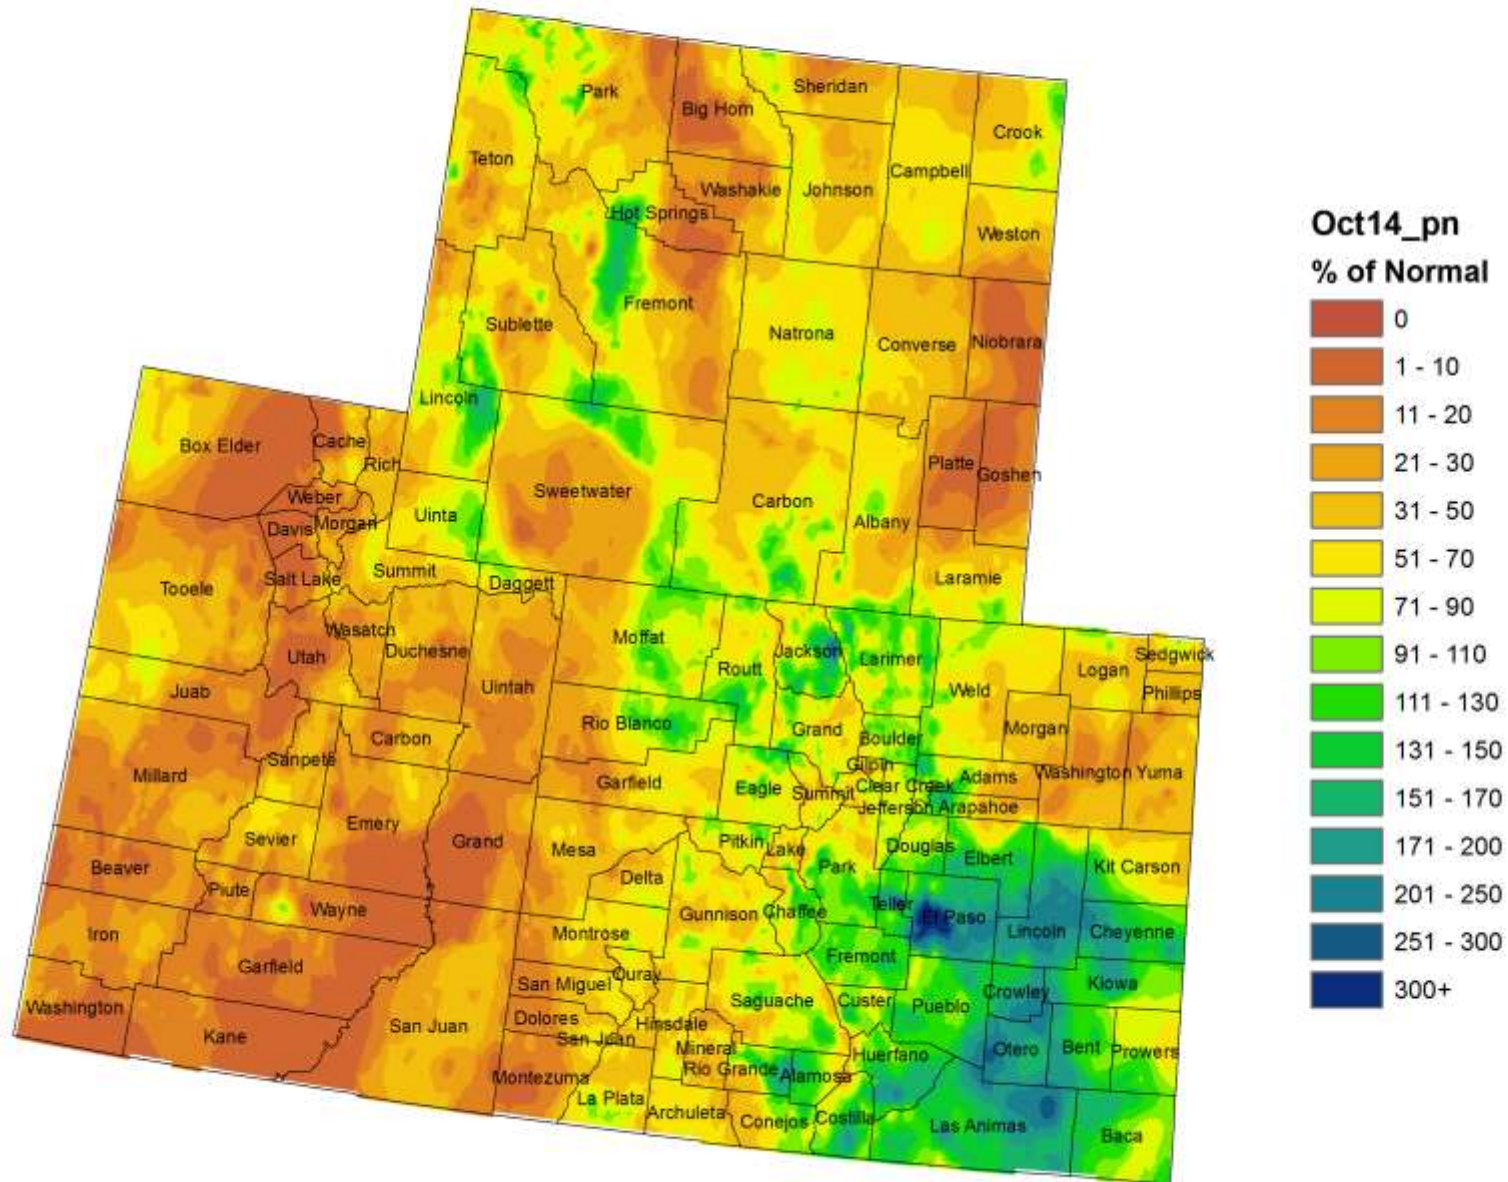 Oct14_pn
% of Normal
0
1 - 10
11 - 20
21 - 30
31 - 50
51 - 70
71 - 90
91 - 110
111 - 130
131 - 150
151 - 170
171 - 200
201 - 250
251 - 300
300+
Park
Big Horn
Sheridan
Crook
Teton
Washakie
Johnson
Campbell
Hot Springs
Weston
Fremont
Sublette
Natrona
Converse
Niobrara
Lincoln
Platte
Goshen
Sweetwater
Carbon
Albany
Uinta
Laramie
Box Elder
Cache
Rich
Weber
Davis
Morgan
Salt Lake
Summit
Daggett
Tooele
Wasatch
Duchesne
Utah
Uintah
Juab
Carbon
Sanpete
Millard
Emery
Grand
Sevier
Beaver
Piute
Wayne
Iron
Garfield
Washington
Kane
San Juan
Moffat
Routt
Jackson
Larimer
Weld
Logan
Sedgwick
Phillips
Rio Blanco
Grand
Boulder
Morgan
Gilpin
Garfield
Eagle
Summit
Clear Creek
Adams
Washington
Yuma
Jefferson
Arapahoe
Mesa
Pitkin
Lake
Park
Douglas
Elbert
Kit Carson
Delta
Gunnison
Chaffee
Teller
El Paso
Lincoln
Cheyenne
Montrose
Fremont
Ouray
San Miguel
Saguache
Custer
Pueblo
Crowley
Kiowa
Dolores
San Juan
Hinsdale
Mineral
Rio Grande
Alamosa
Huerfano
Otero
Bent
Prowers
Montezuma
La Plata
Archuleta
Conejos
Costilla
Las Animas
Baca